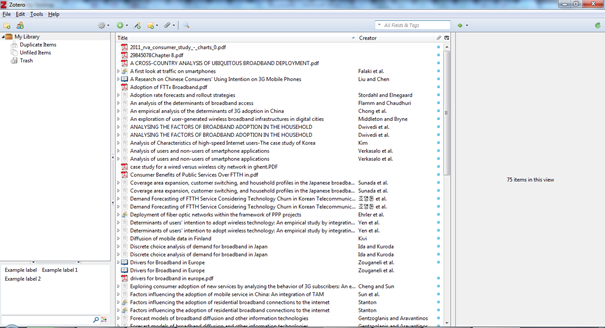 Zotero
File Edit Tools Help
All Fields & Tags
My Library
Duplicate Items
Unfiled Items
Trash
Title Creator
2011_rva_consumer_study_-_charts_0.pdf
29845078Chapter 8.pdf
A CROSS-COUNTRY ANALYSIS OF UBIQUITOUS BROADBAND DEPLOYMENT.pdf
A first look at traffic on smartphones Falaki et al.
A Research on Chinese Consumers' Using Intention on 3G Mobile Phones Liu and Chen
Adoption of FTTx Broadband.pdf
Adoption rate forecasts and rollout strategies Stordahl and Elnegaard
An analysis of the determinants of broadband access Flamm and Chaudhuri
An empirical analysis of the determinants of 3G adoption in China Chong et al.
An exploration of user-generated wireless broadband infrastructures in digital cities Middleton and Bryne
ANALYSING THE FACTORS OF BROADBAND ADOPTION IN THE HOUSEHOLD Dwivedi et al.
ANALYSING THE FACTORS OF BROADBAND ADOPTION IN THE HOUSEHOLD Dwivedi et al.
Analysis of Characteristics of high-speed Internet users-The case study of Korea Kim
Analysis of users and non-users of smartphone applications Verkasalo et al.
Analysis of users and non-users of smartphone applications Verkasalo et al.
case study for a wired versus wireless city network in ghent.PDF
Consumer Benefits of Public Services Over FTTH in.pdf
Coverage area expansion, customer switching, and household profiles in the Japanese broadba... Sunada et al.
Coverage area expansion, customer switching, and household profiles in the Japanese broadba... Sunada et al.
Demand Forecasting of FTTH Service Considering Technology Churn in Korean Telecommunic... et al.
Demand Forecasting of FTTH Service Considering Technology Churn in Korean Telecommunic... et al.
Deployment of fiber optic networks within the framework of PPP projects Ehrler et al.
Determinants of users' intention to adopt wireless technology: An empirical study by integratin... Yen et al.
Determinants of users' intention to adopt wireless technology: An empirical study by integratin... Yen et al.
Diffusion of mobile data in Finland Kivi
Discrete choice analysis of demand for broadband in Japan Ida and Kuroda
Discrete choice analysis of demand for broadband in Japan Ida and Kuroda
Drivers for Broadband in Europe Zouganeli et al.
Drivers for Broadband in Europe Zouganeli et al.
drivers for broadband in europe.pdf
Exploring consumer adoption of new services by analyzing the behavior of 3G subscribers: An e... Cheng and Sun
Factors influencing the adoption of mobile service in China: An integration of TAM Sun et al.
Factors influencing the adoption of residential broadband connections to the internet Stanton
Factors influencing the adoption of residential broadband connections to the internet Stanton
Forecast models of broadband diffusion and other information technologies Gentzoglanis and Aravantinos
Forecast models of broadband diffusion and other information technologies Gentzoglanis and Aravantinos
75 items in this view
Example label Example label 1
Example label 2